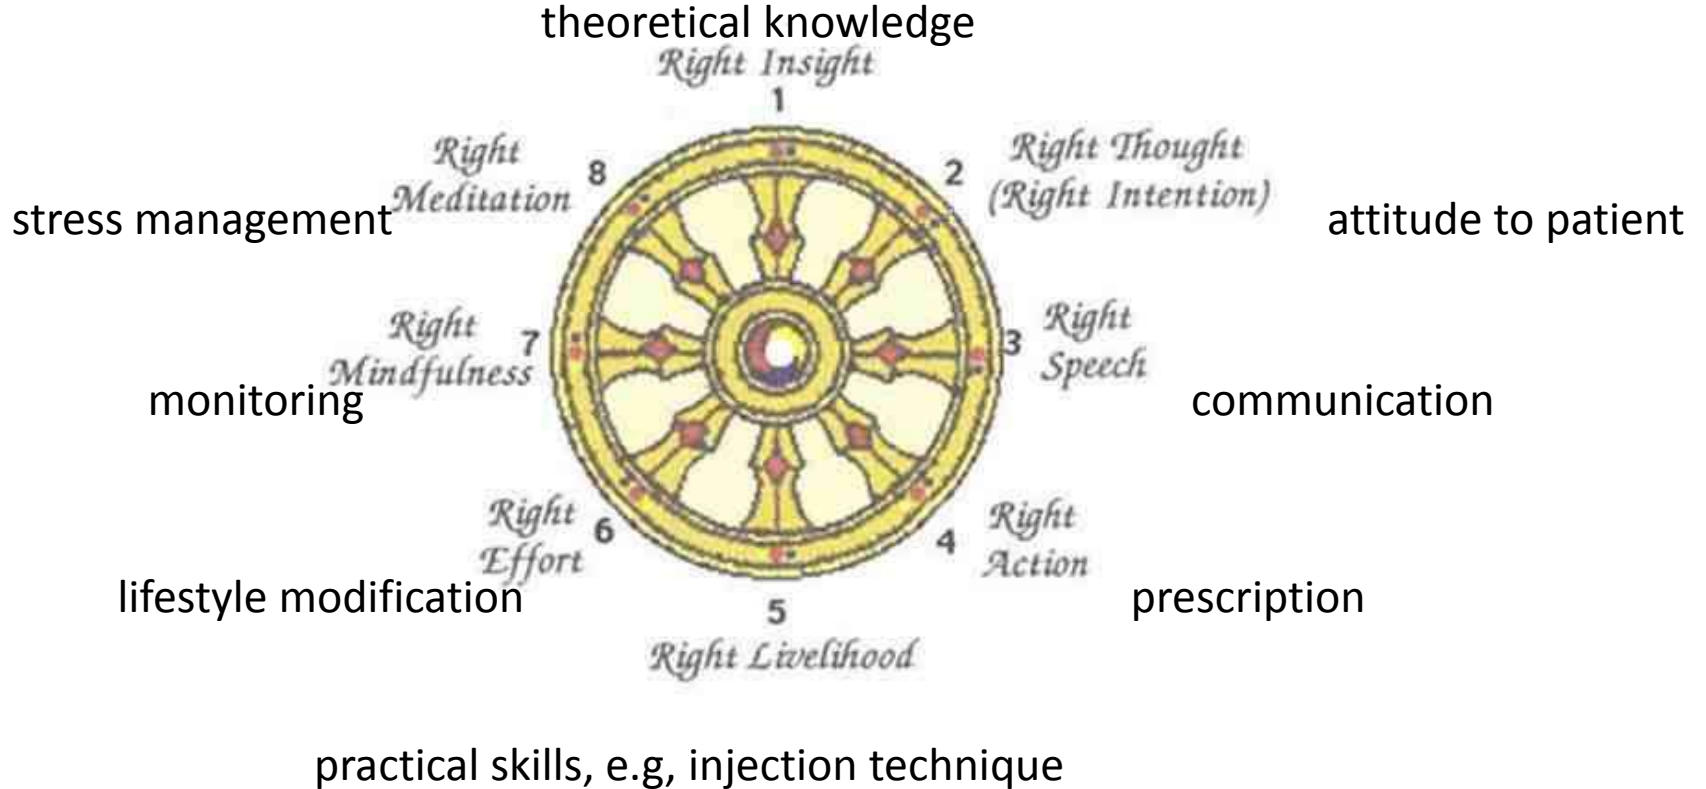 theoretical knowledge
Right Insight
1
Right
Meditation
8
2
Right Thought
(Right Intention)
stress management
attitude to patient
Right
Mindfulness
7
3
Right
Speech
monitoring
communication
Right
Effort
6
4
Right
Action
lifestyle modification
prescription
5
Right Livelihood
practical skills, e.g, injection technique